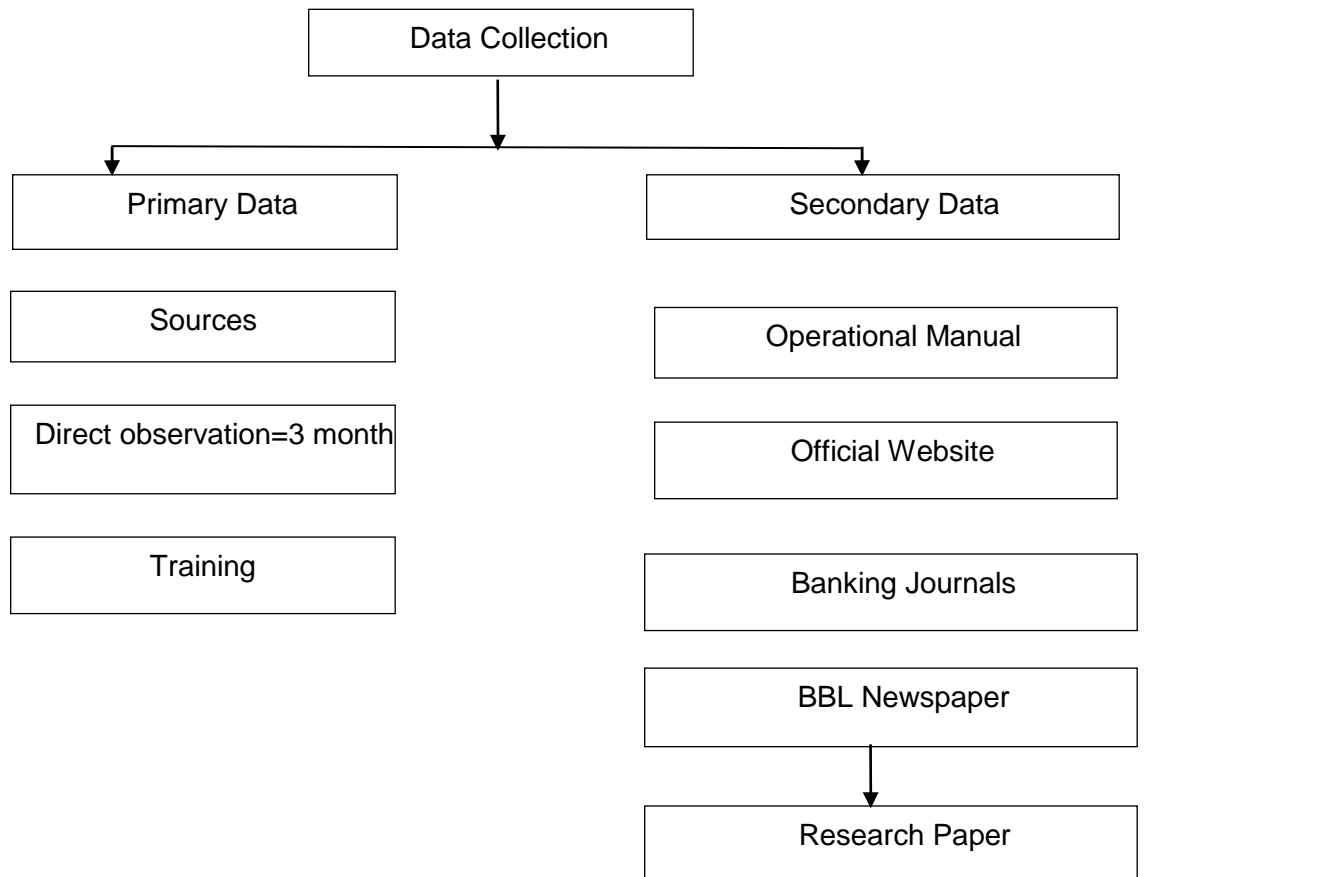 Data Collection
Primary Data
Secondary Data
Sources
Operational Manual
Direct observation=3 month
Official Website
Training
Banking Journals
BBL Newspaper
Research Paper